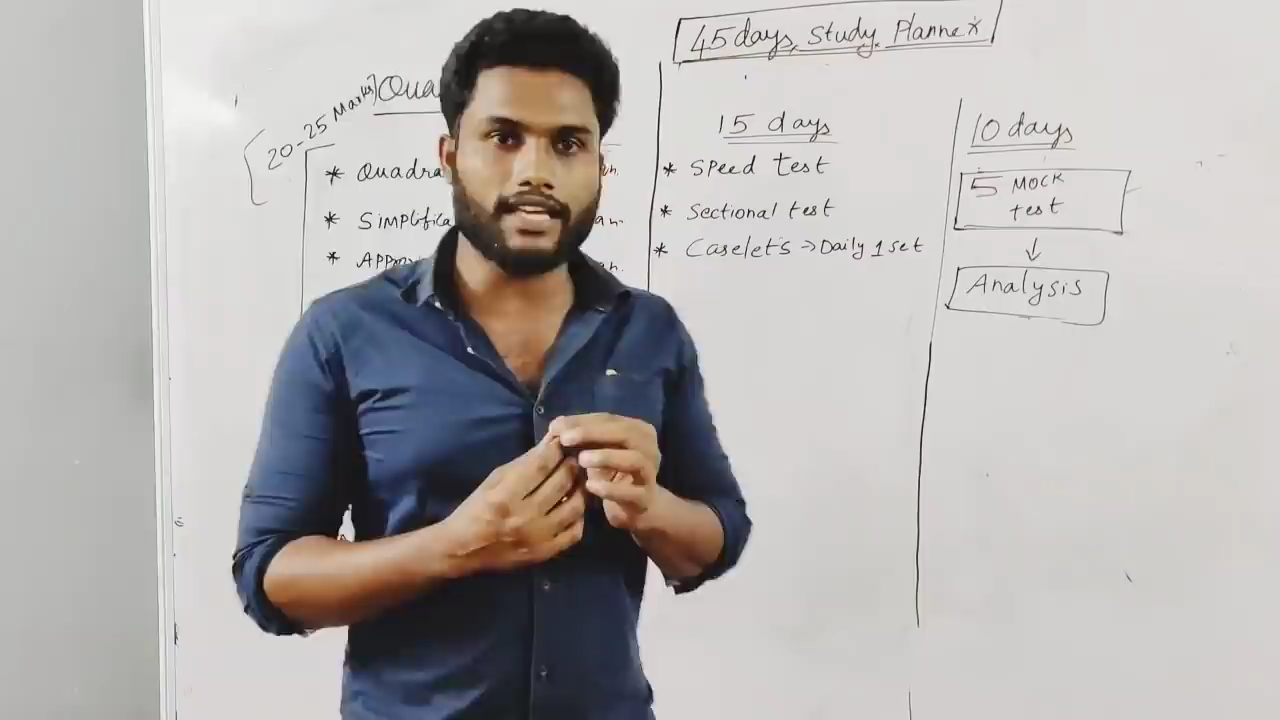 45 days Study Planner
20-25 Marks
15 days
* Speed test
* Sectional test
* Caselets → Daily 1 set
10 days
5 Mock
test
↓
Analysis